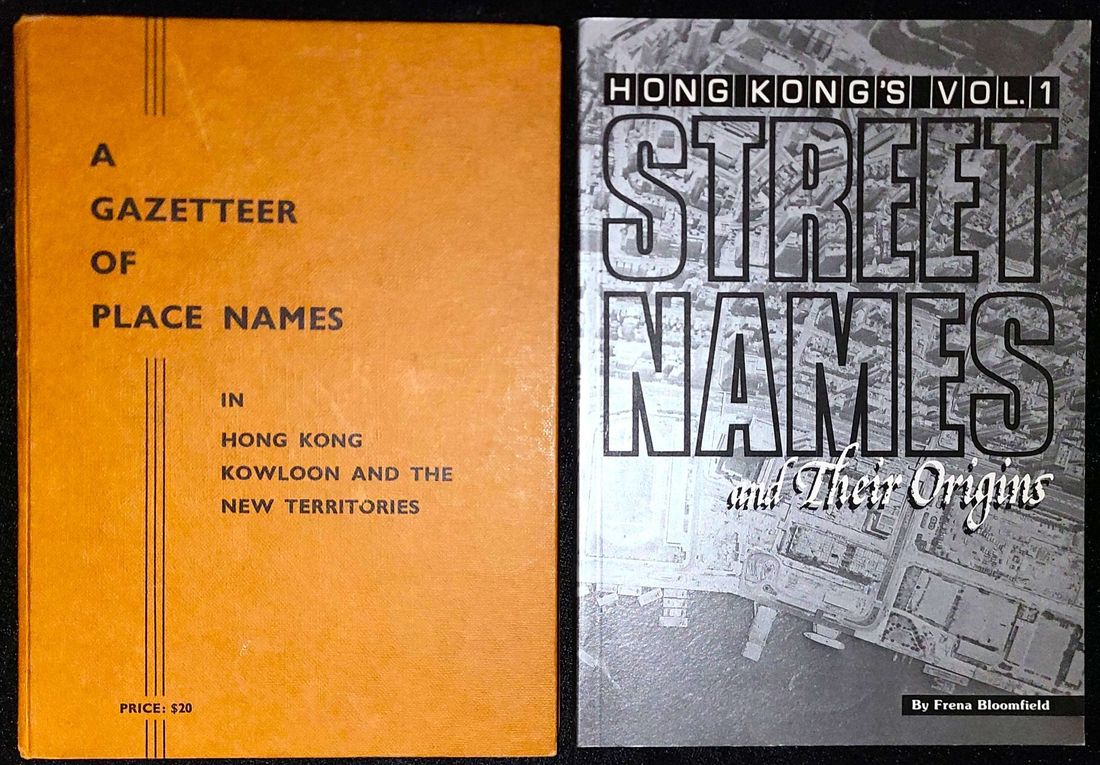 A
GAZETTEER
OF
PLACE NAMES
IN
HONG KONG
KOWLOON AND THE
NEW TERRITORIES
PRICE: $20
HONG KONG'S VOL. 1
STREET
NAMES
and Their Origins
By Frena Bloomfield